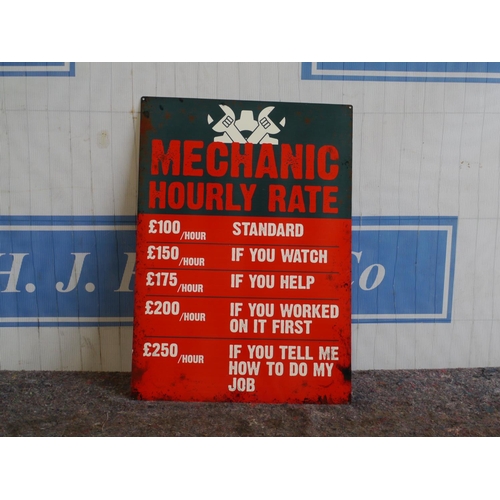 MECHANIC
HOURLY RATE
£100/HOUR STANDARD
£150/HOUR IF YOU WATCH
£175/HOUR IF YOU HELP
£200/HOUR IF YOU WORKED
ON IT FIRST
£250/HOUR IF YOU TELL ME
HOW TO DO MY
JOB
H. J. Co